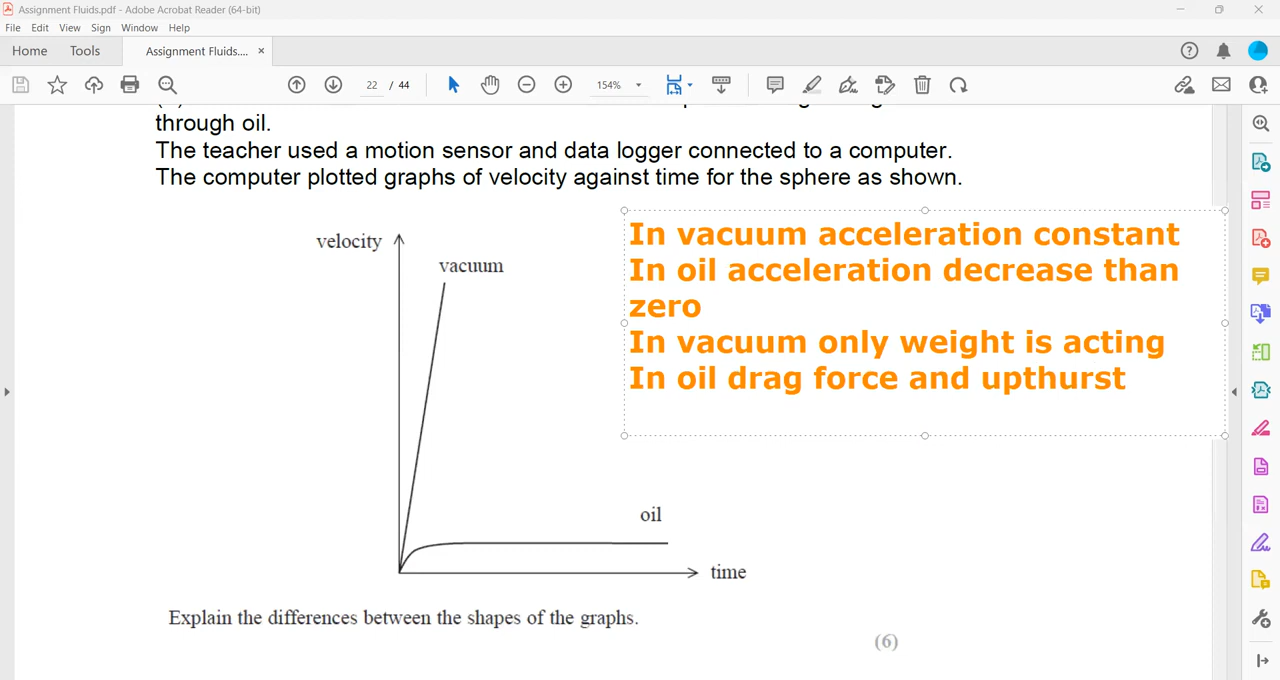 Assignment Fluids.pdf - Adobe Acrobat Reader (64-bit)
File Edit View Sign Window Help
Home Tools Assignment Fluids.... ×
22 / 44 154%
through oil.
The teacher used a motion sensor and data logger connected to a computer.
The computer plotted graphs of velocity against time for the sphere as shown.
velocity
vacuum
In vacuum acceleration constant
In oil acceleration decrease than
zero
In vacuum only weight is acting
In oil drag force and upthurst
oil
time
Explain the differences between the shapes of the graphs.
(6)